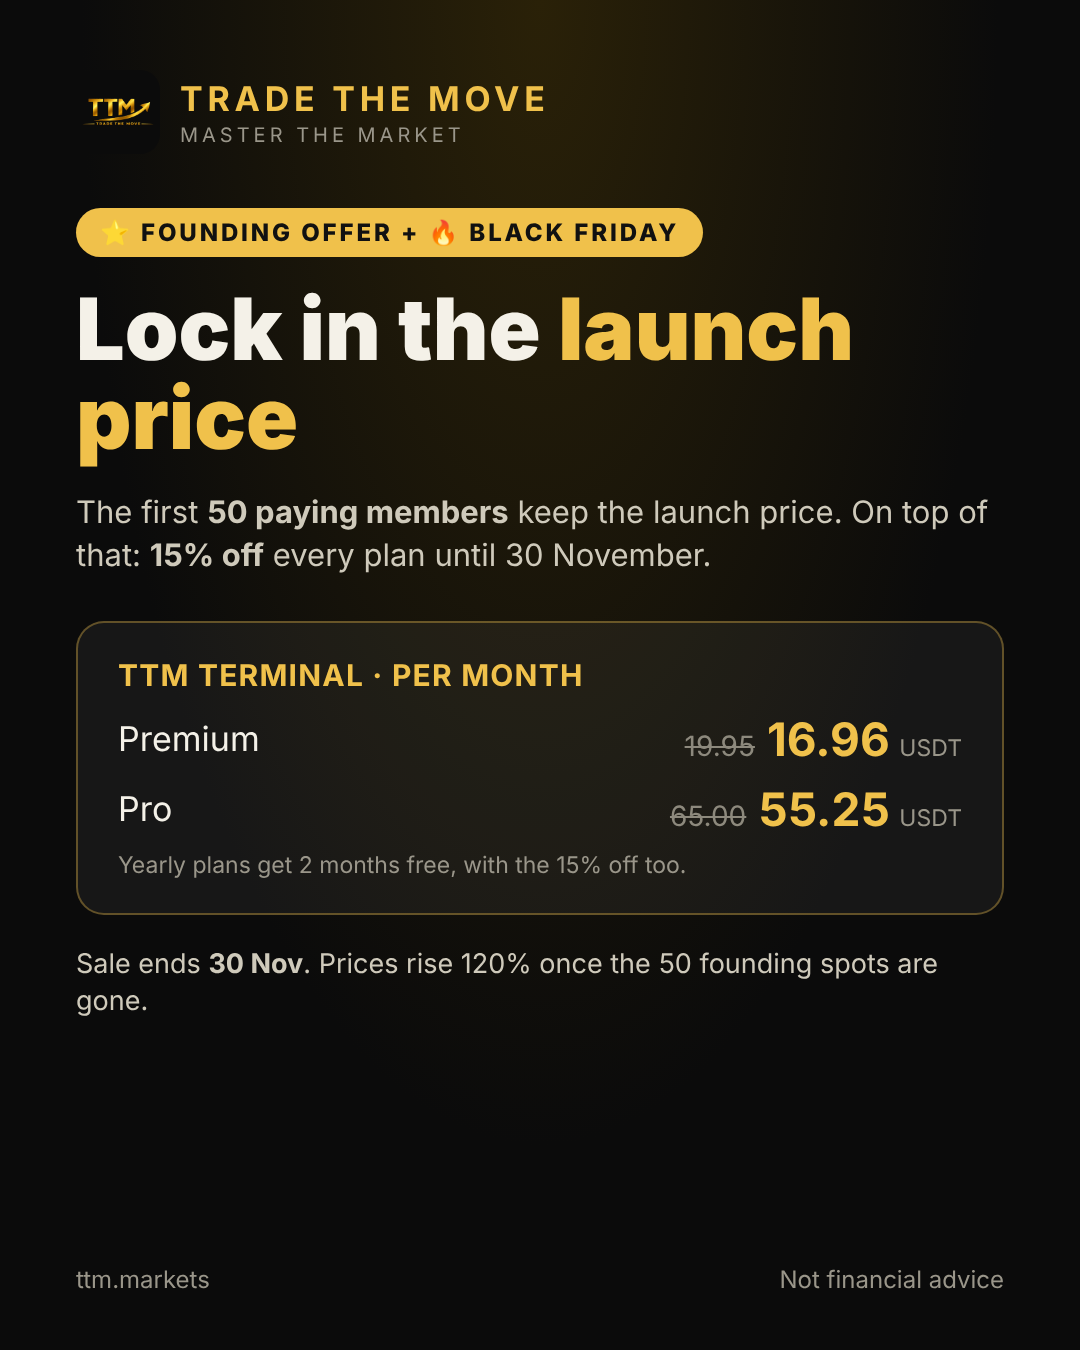 TTM
TRADE THE MOVE
TRADE THE MOVE
MASTER THE MARKET
⭐ FOUNDING OFFER + 🔥 BLACK FRIDAY
Lock in the launch
price
The first 50 paying members keep the launch price. On top of
that: 15% off every plan until 30 November.
TTM TERMINAL · PER MONTH
Premium 19.95 16.96 USDT
Pro 65.00 55.25 USDT
Yearly plans get 2 months free, with the 15% off too.
Sale ends 30 Nov. Prices rise 120% once the 50 founding spots are
gone.
ttm.markets Not financial advice